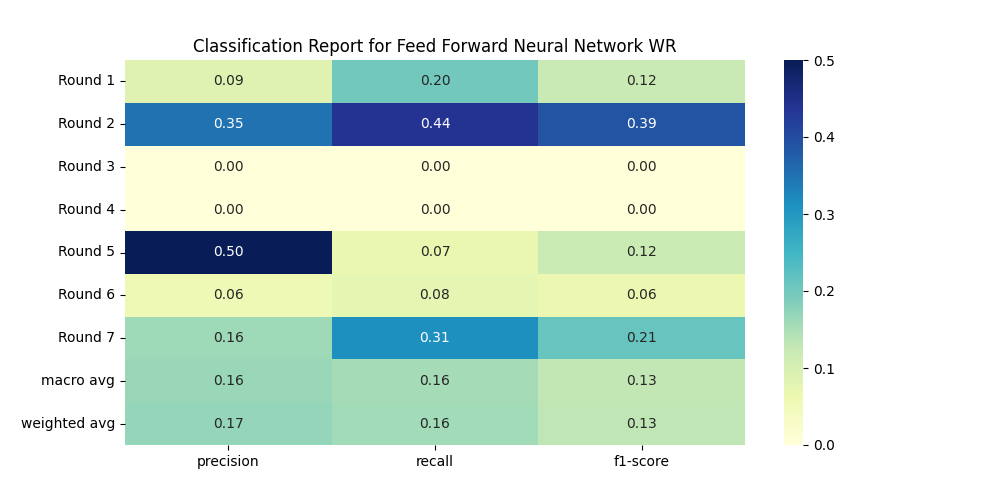 Classification Report for Feed Forward Neural Network WR
Round 1 0.09 0.20 0.12
Round 2 0.35 0.44 0.39
Round 3 0.00 0.00 0.00
Round 4 0.00 0.00 0.00
Round 5 0.50 0.07 0.12
Round 6 0.06 0.08 0.06
Round 7 0.16 0.31 0.21
macro avg 0.16 0.16 0.13
weighted avg 0.17 0.16 0.13
precision recall f1-score
0.5
0.4
0.3
0.2
0.1
0.0